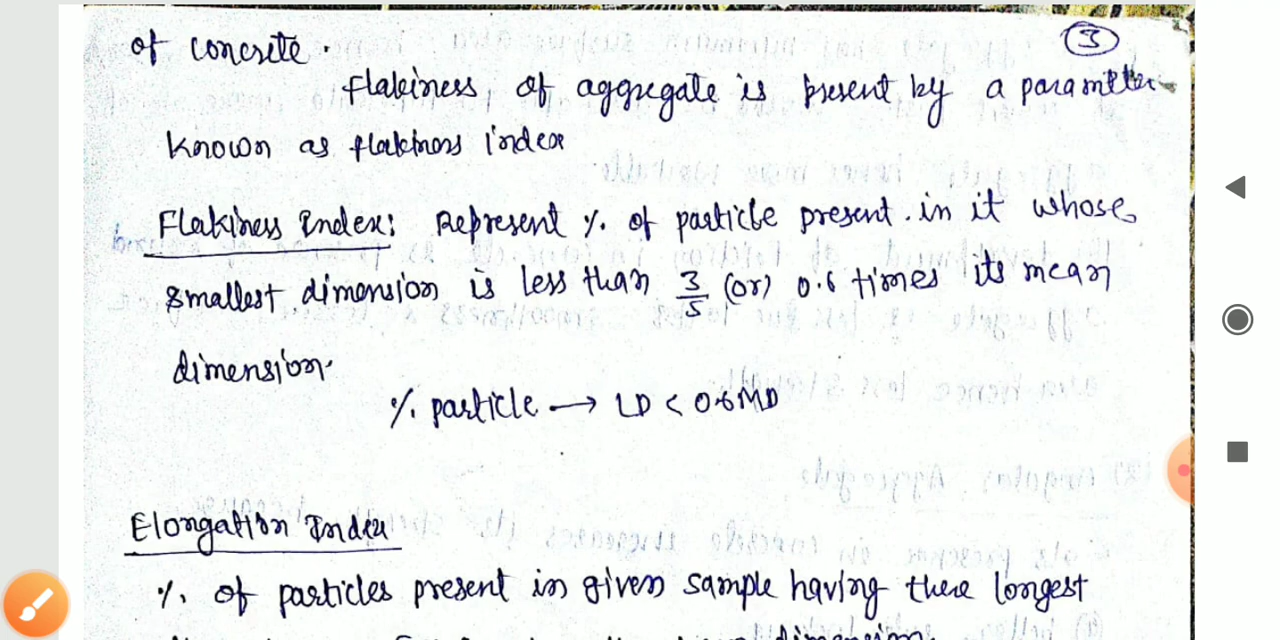 of concrete.
3
Flakiness of aggregate is present by a parameter
known as flakiness index
Flakiness Index: Represent % of particle present in it whose
smallest dimension is less than 3/5 (or) 0.6 times its mean
dimension.
% particle → LD < 0.6MD
Elongation Index
% of particles present in given sample having there longest
dimension.